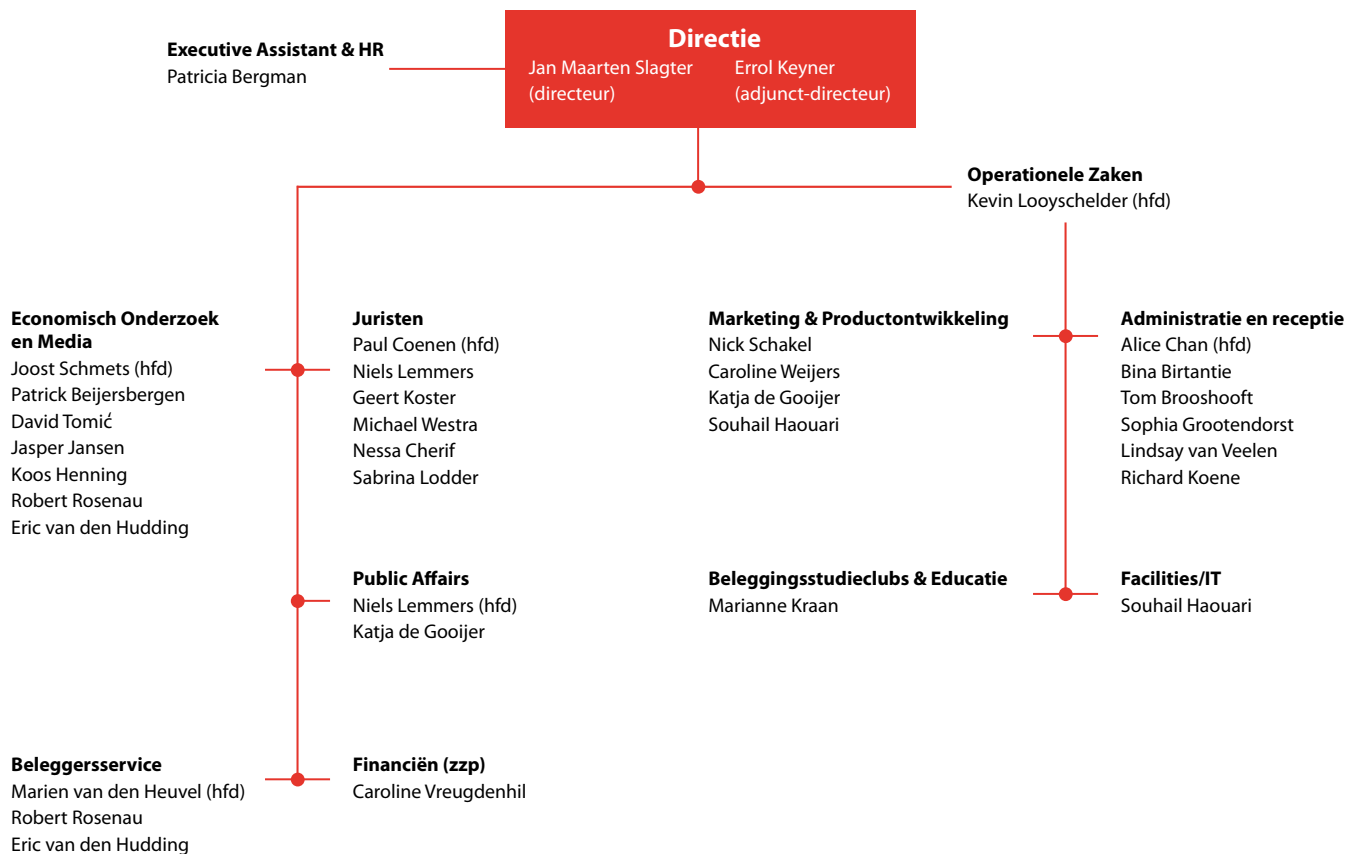 Directie
Jan Maarten Slagter
(directeur)
Errol Keyner
(adjunct-directeur)
Executive Assistant & HR
Patricia Bergman
Operationele Zaken
Kevin Looyschelder (hfd)
Economisch Onderzoek
en Media
Joost Schmets (hfd)
Patrick Beijersbergen
David Tomić
Jasper Jansen
Koos Henning
Robert Rosenau
Eric van den Hudding
Juristen
Paul Coenen (hfd)
Niels Lemmers
Geert Koster
Michael Westra
Nessa Cherif
Sabrina Lodder
Marketing & Productontwikkeling
Nick Schakel
Caroline Weijers
Katja de Gooijer
Souhail Haouari
Administratie en receptie
Alice Chan (hfd)
Bina Birtantie
Tom Brooshooft
Sophia Grootendorst
Lindsay van Veelen
Richard Koene
Public Affairs
Niels Lemmers (hfd)
Katja de Gooijer
Beleggingsstudieclubs & Educatie
Marianne Kraan
Facilities/IT
Souhail Haouari
Beleggersservice
Marien van den Heuvel (hfd)
Robert Rosenau
Eric van den Hudding
Financiën (zzp)
Caroline Vreugdenhil